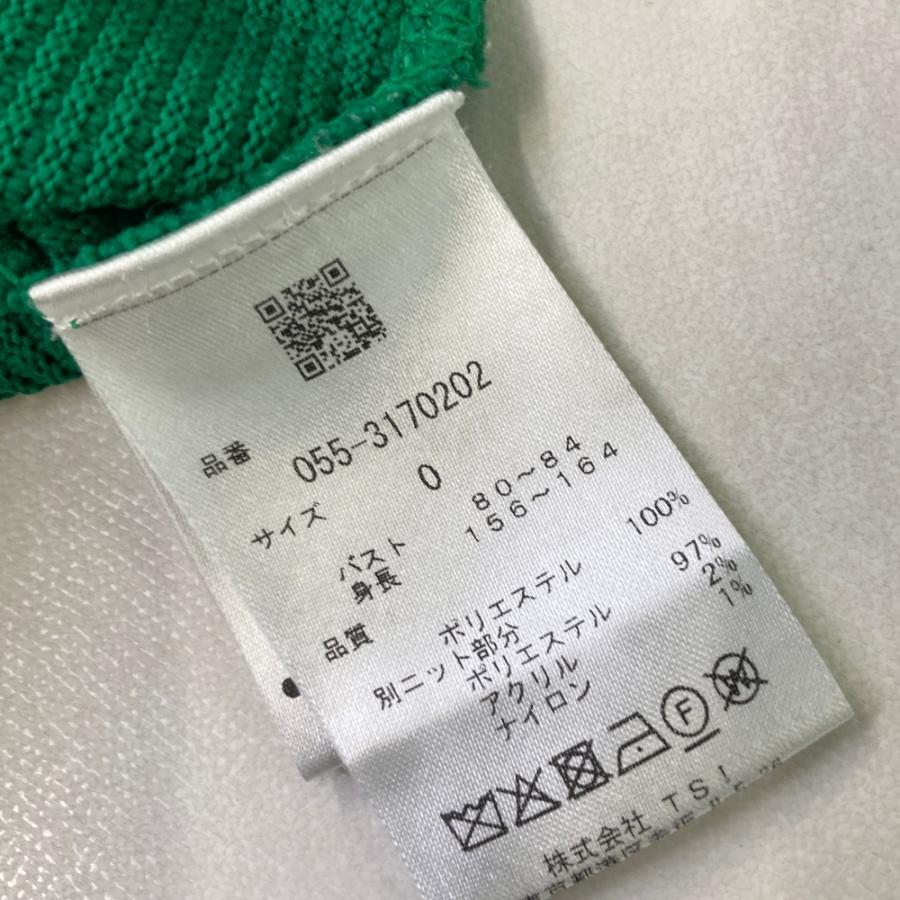 品番 055-3170202
サイズ 0
バスト 80~84
身長 156~164
品質 ポリエステル 100%
別ニット部分
ポリエステル 97%
アクリル 2%
ナイロン 1%
F W
株式会社 TSI